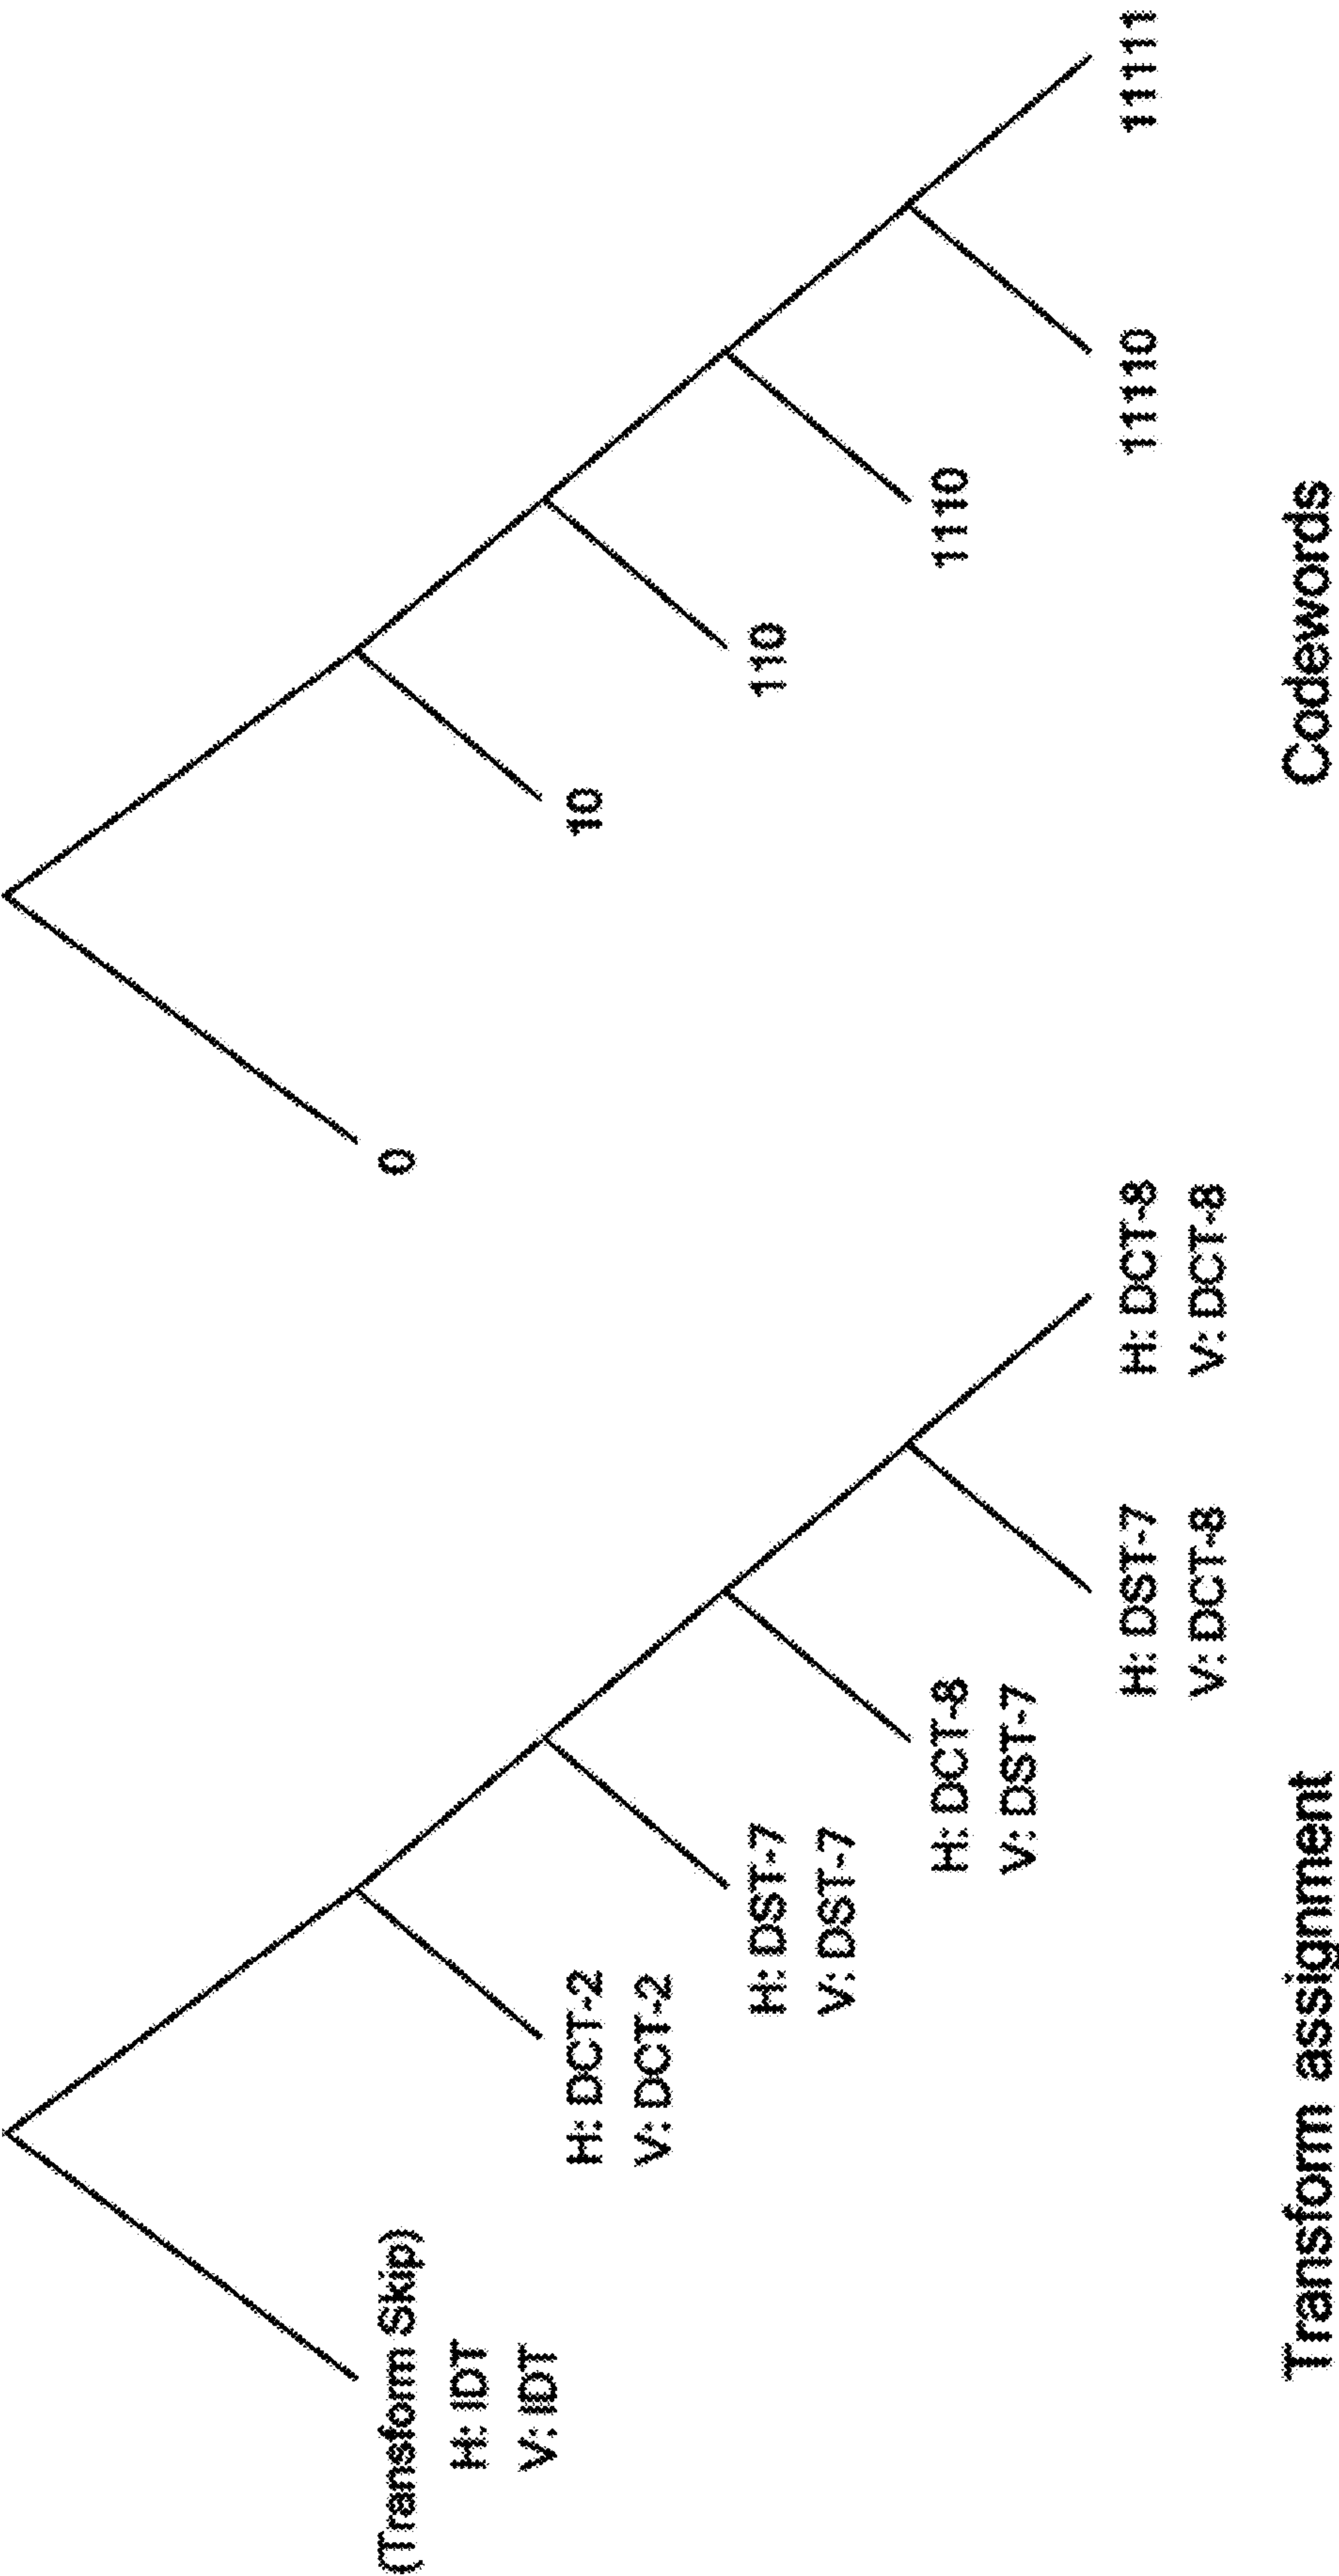 (Transform Skip)
H: IDT
V: IDT
H: DCT-2
V: DCT-2
H: DST-7
V: DST-7
H: DCT-8
V: DST-7
H: DST-7
V: DCT-8
H: DCT-8
V: DCT-8
Transform assignment
0
10
110
1110
11110
11111
Codewords